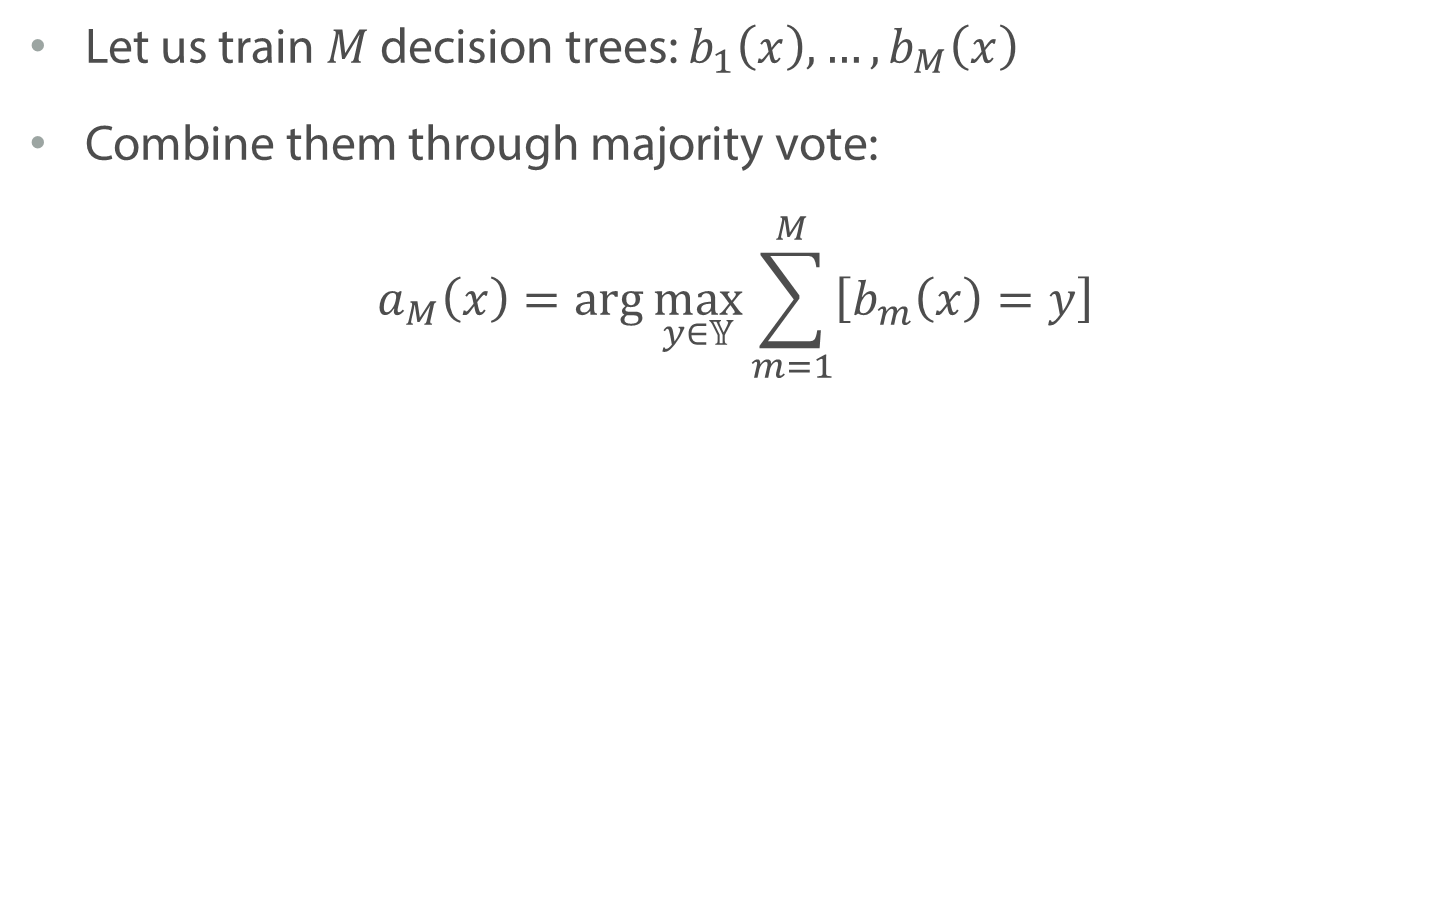 • Let us train M decision trees: b₁(x), … , b_M(x)
• Combine them through majority vote:
a_M(x) = arg max_{y∈𝕐} ∑_{m=1}^{M} [b_m(x) = y]